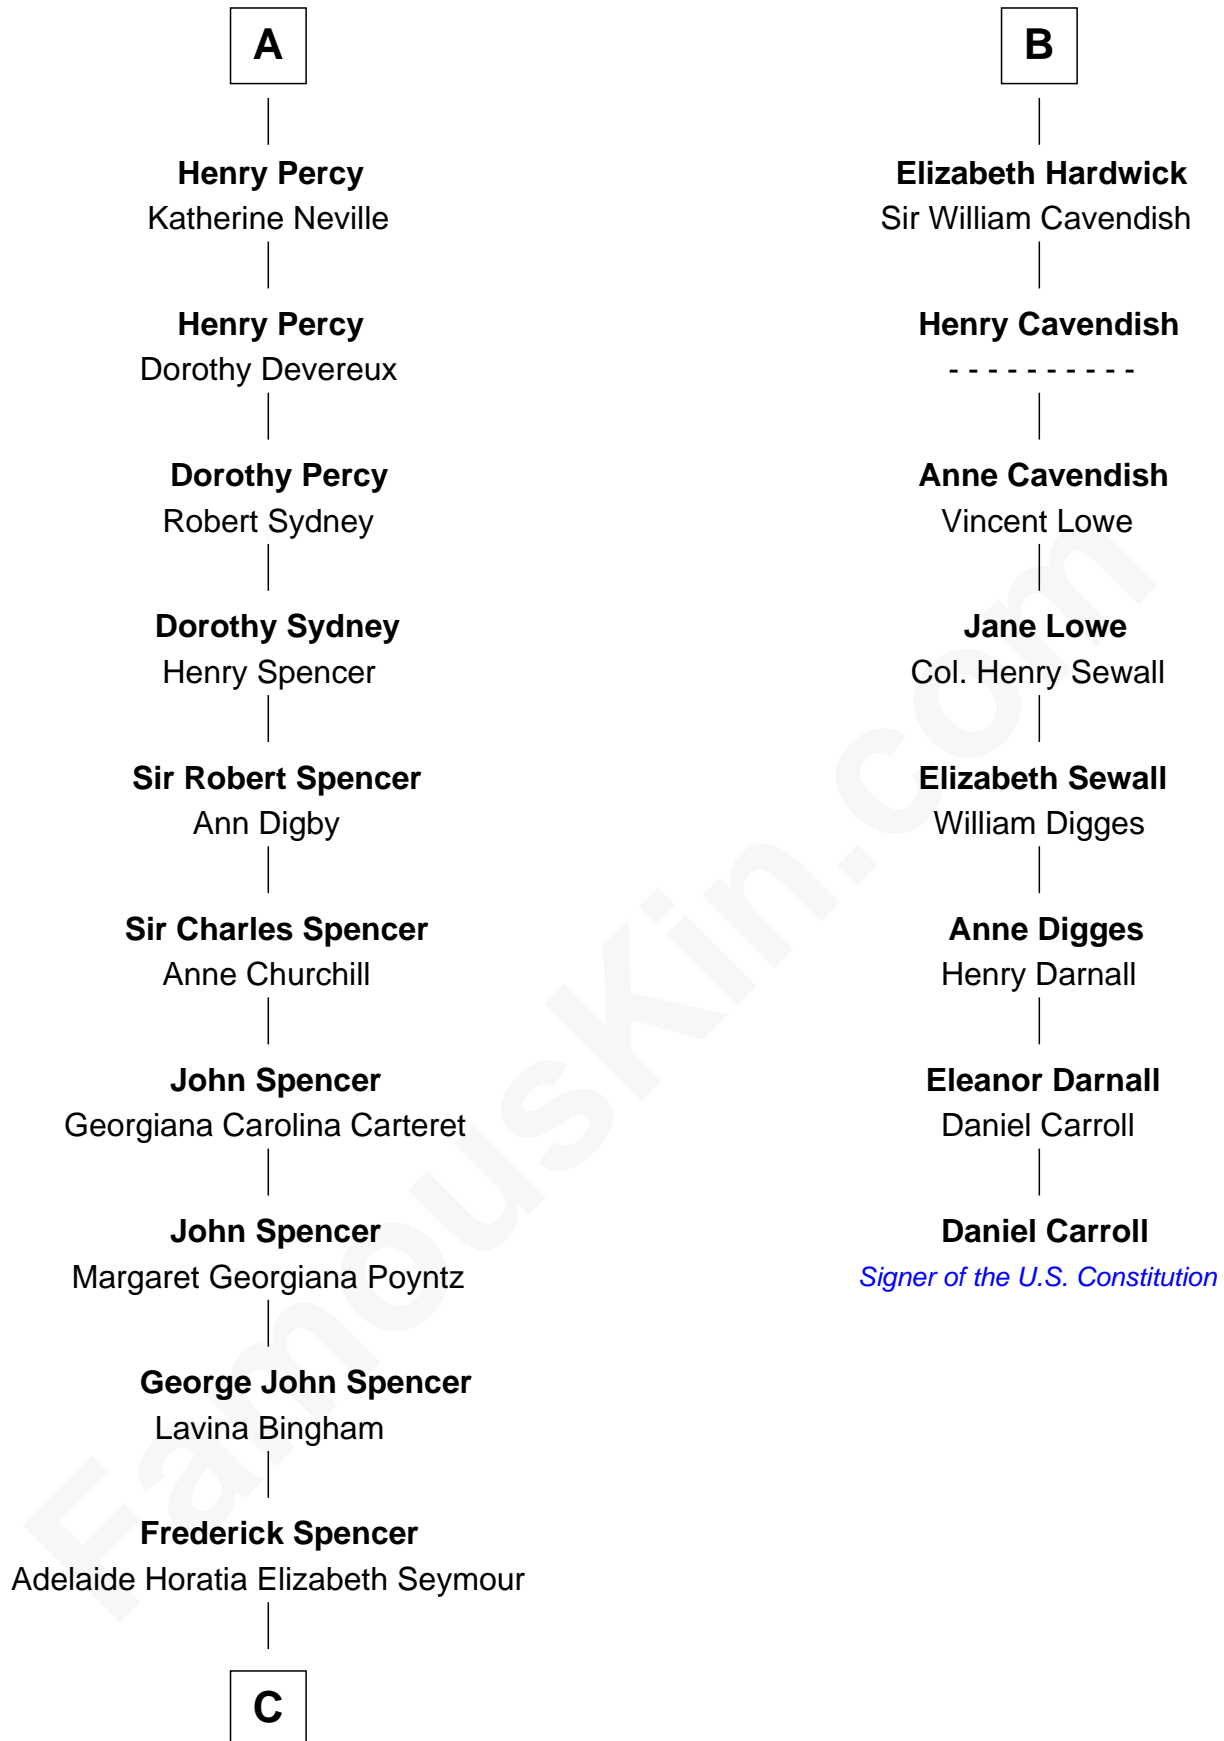 A
Henry Percy
Katherine Neville
Henry Percy
Dorothy Devereux
Dorothy Percy
Robert Sydney
Dorothy Sydney
Henry Spencer
Sir Robert Spencer
Ann Digby
Sir Charles Spencer
Anne Churchill
John Spencer
Georgiana Carolina Carteret
John Spencer
Margaret Georgiana Poyntz
George John Spencer
Lavina Bingham
Frederick Spencer
Adelaide Horatia Elizabeth Seymour
C
B
Elizabeth Hardwick
Sir William Cavendish
Henry Cavendish
- - - - - - - - - -
Anne Cavendish
Vincent Lowe
Jane Lowe
Col. Henry Sewall
Elizabeth Sewall
William Digges
Anne Digges
Henry Darnall
Eleanor Darnall
Daniel Carroll
Daniel Carroll
Signer of the U.S. Constitution
FamousKin.com